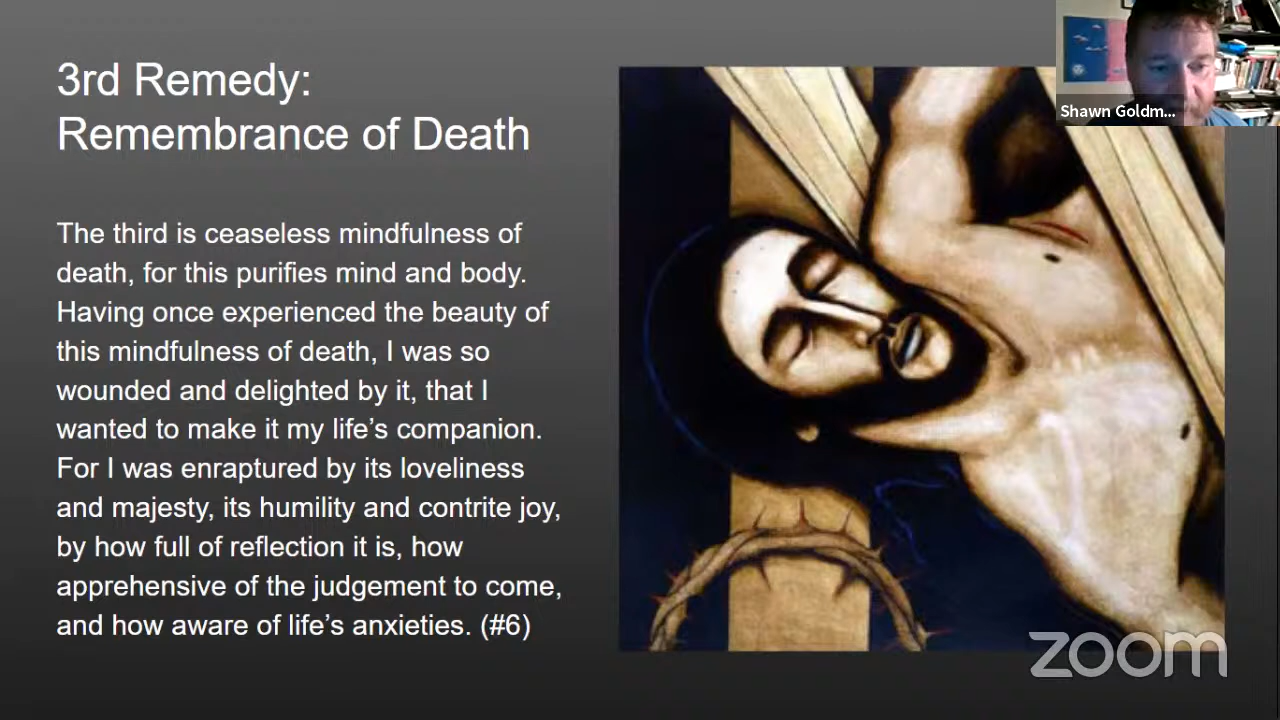 3rd Remedy:
Remembrance of Death
The third is ceaseless mindfulness of
death, for this purifies mind and body.
Having once experienced the beauty of
this mindfulness of death, I was so
wounded and delighted by it, that I
wanted to make it my life’s companion.
For I was enraptured by its loveliness
and majesty, its humility and contrite joy,
by how full of reflection it is, how
apprehensive of the judgement to come,
and how aware of life’s anxieties. (#6)
Shawn Goldm...
zoom